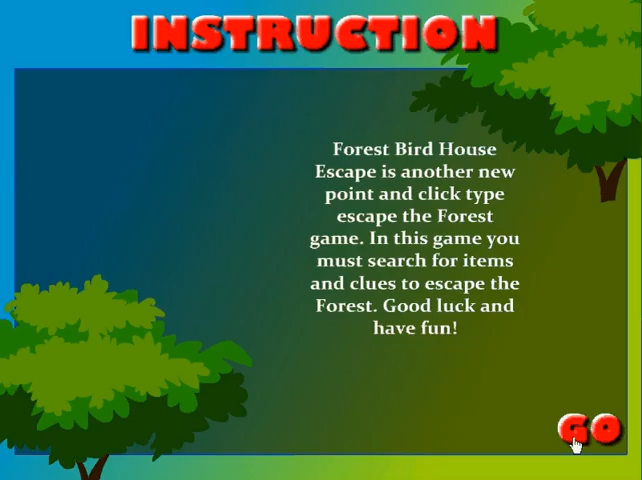 INSTRUCTION
Forest Bird House
Escape is another new
point and click type
escape the Forest
game. In this game you
must search for items
and clues to escape the
Forest. Good luck and
have fun!
GO